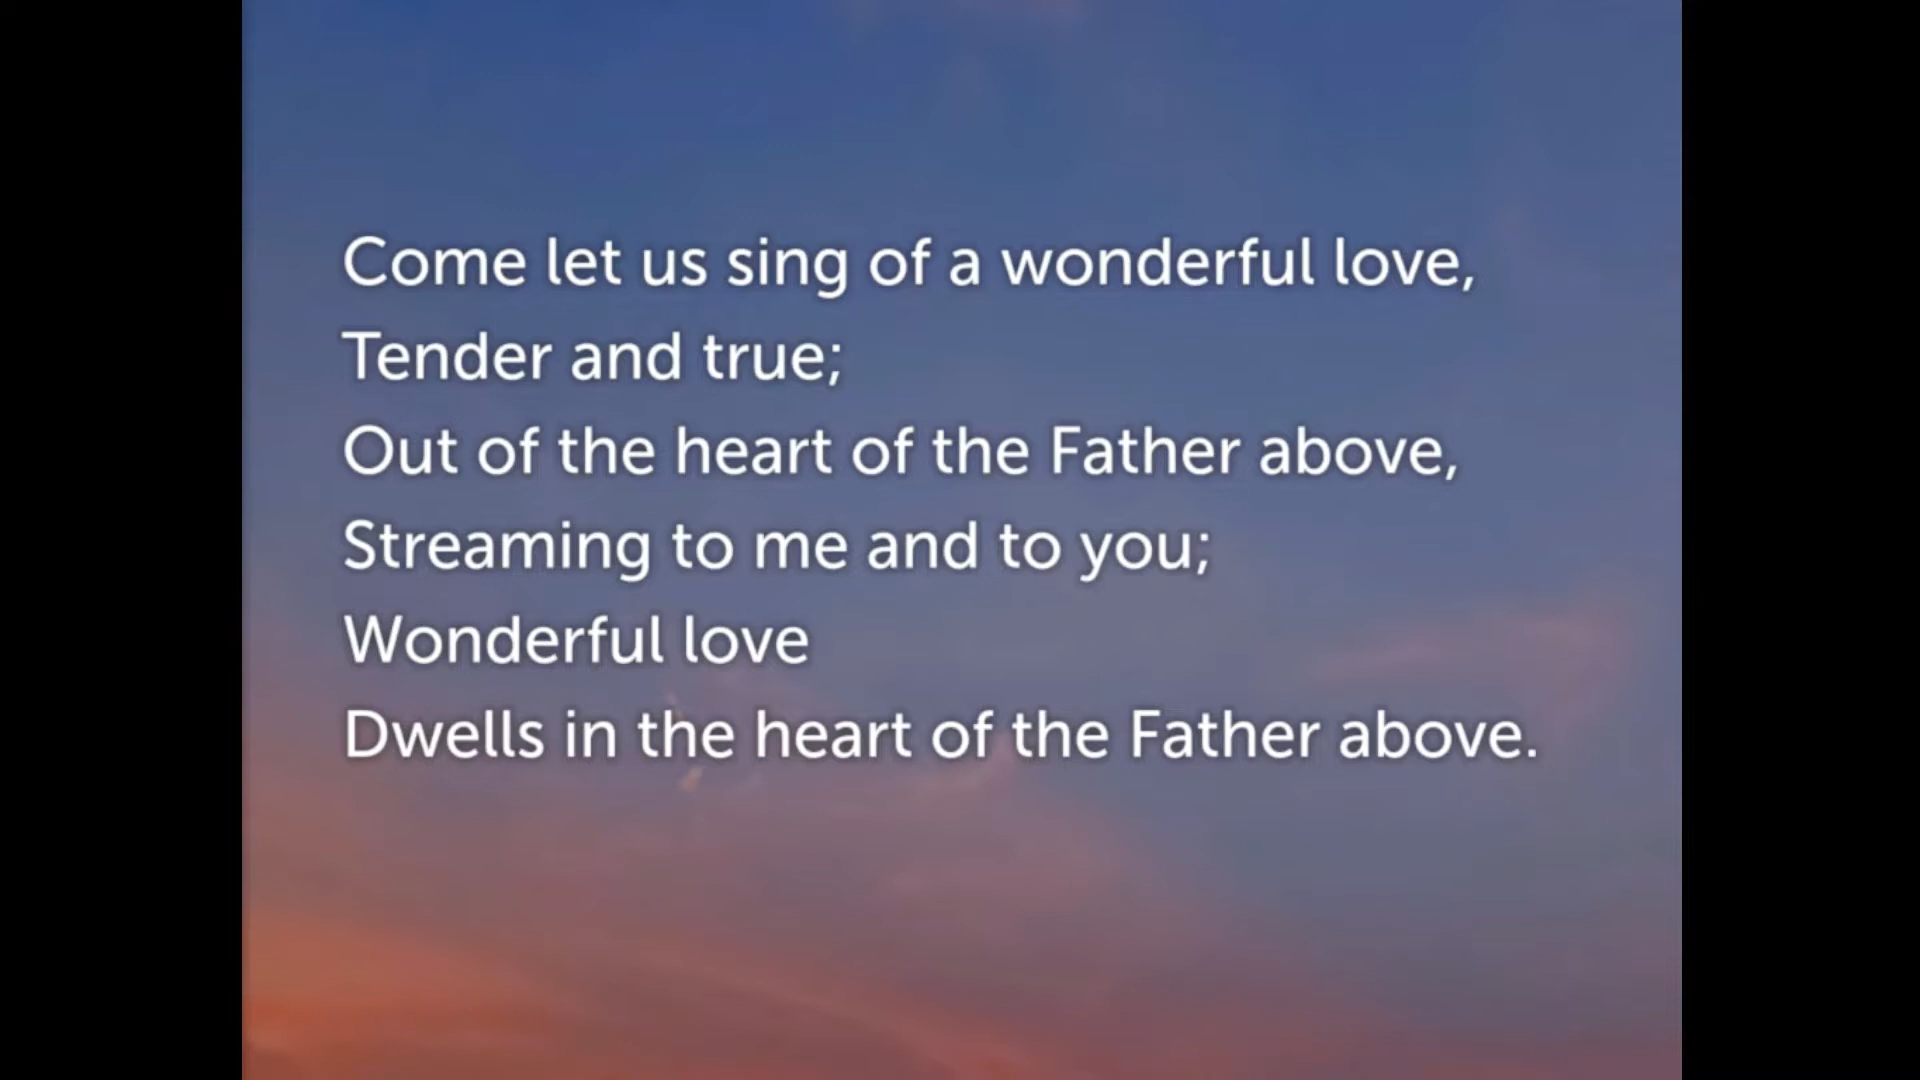 Come let us sing of a wonderful love,
Tender and true;
Out of the heart of the Father above,
Streaming to me and to you;
Wonderful love
Dwells in the heart of the Father above.